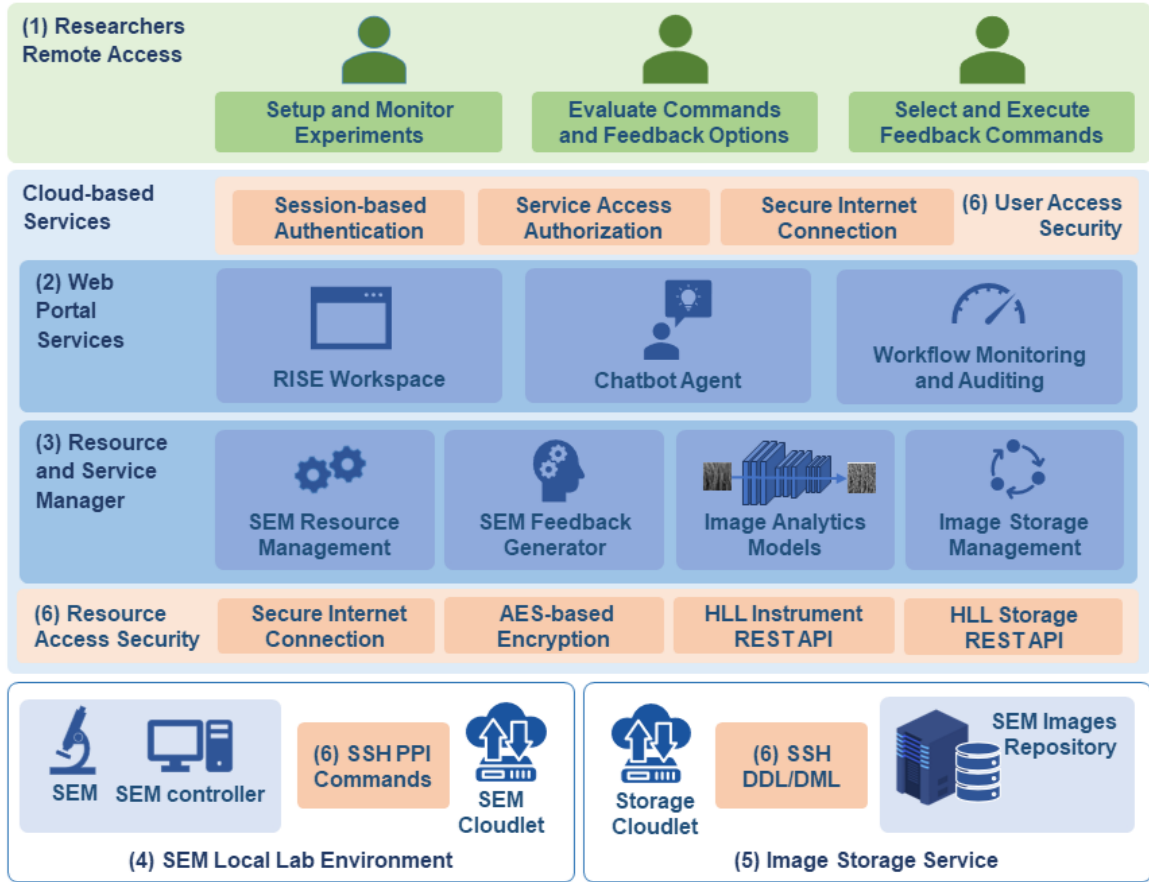 (1) Researchers
Remote Access
Setup and Monitor
Experiments
Evaluate Commands
and Feedback Options
Select and Execute
Feedback Commands
Cloud-based
Services
Session-based
Authentication
Service Access
Authorization
Secure Internet
Connection
(6) User Access
Security
(2) Web
Portal
Services
RISE Workspace
Chatbot Agent
Workflow Monitoring
and Auditing
(3) Resource
and Service
Manager
SEM Resource
Management
SEM Feedback
Generator
Image Analytics
Models
Image Storage
Management
(6) Resource
Access Security
Secure Internet
Connection
AES-based
Encryption
HLL Instrument
REST API
HLL Storage
REST API
SEM
SEM controller
(6) SSH PPI
Commands
SEM
Cloudlet
(4) SEM Local Lab Environment
Storage
Cloudlet
(6) SSH
DDL/DML
SEM Images
Repository
(5) Image Storage Service